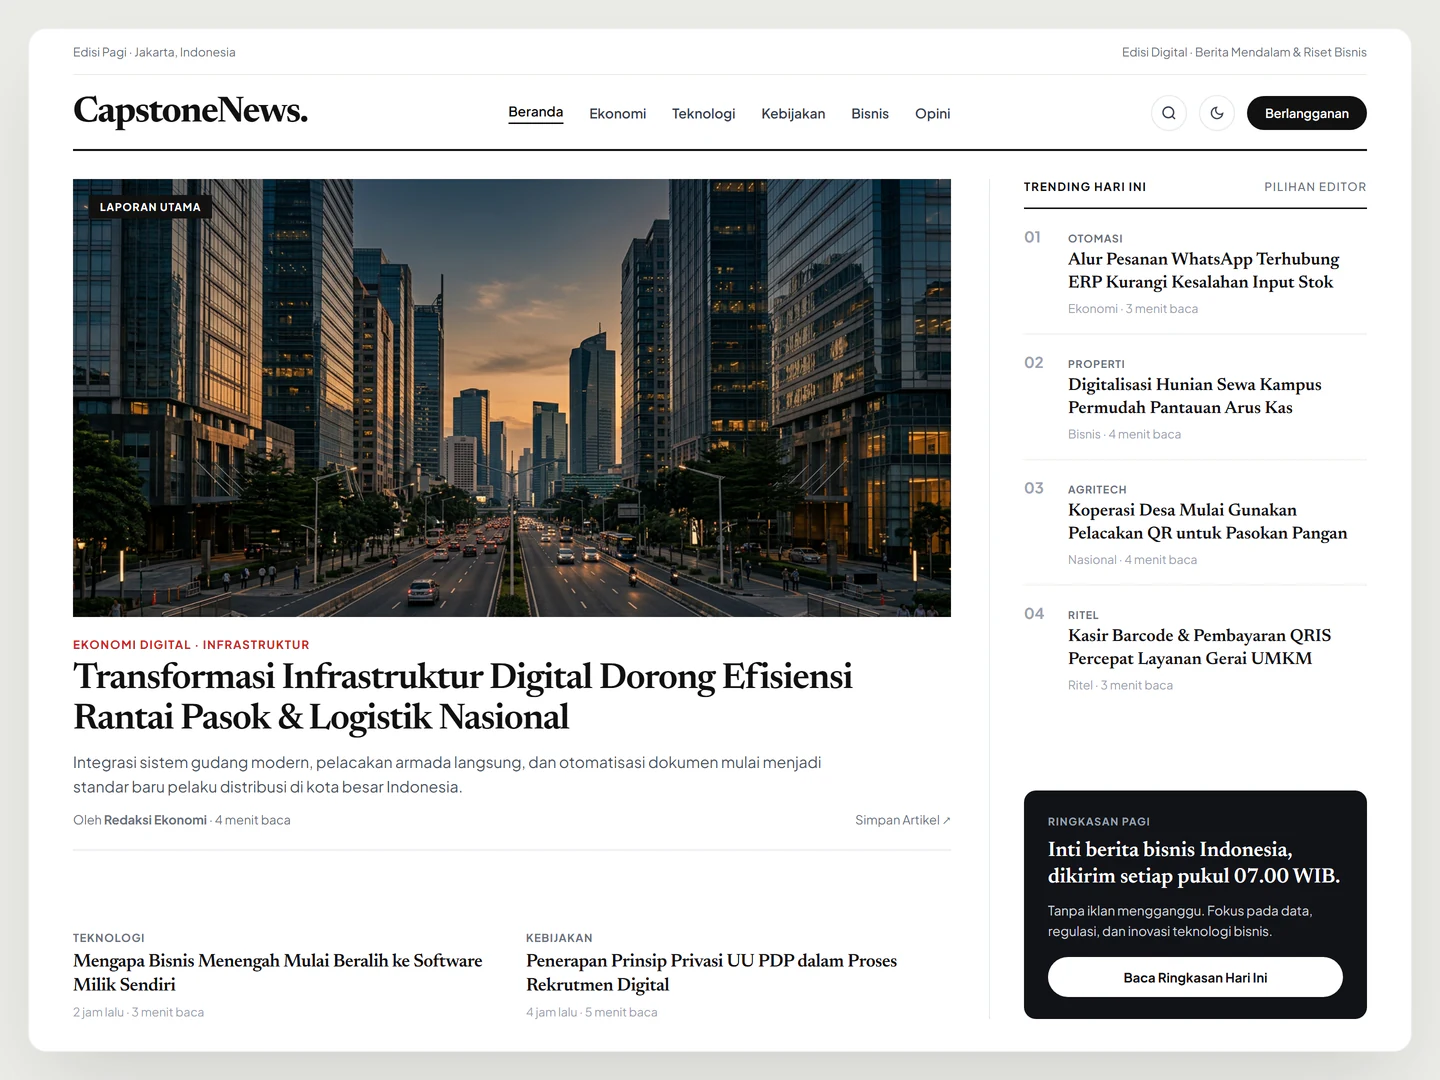 Edisi Pagi · Jakarta, Indonesia
Edisi Digital · Berita Mendalam & Riset Bisnis
CapstoneNews.
Beranda
Ekonomi
Teknologi
Kebijakan
Bisnis
Opini
Berlangganan
LAPORAN UTAMA
EKONOMI DIGITAL · INFRASTRUKTUR
Transformasi Infrastruktur Digital Dorong Efisiensi
Rantai Pasok & Logistik Nasional
Integrasi sistem gudang modern, pelacakan armada langsung, dan otomatisasi dokumen mulai menjadi
standar baru pelaku distribusi di kota besar Indonesia.
Oleh Redaksi Ekonomi · 4 menit baca
Simpan Artikel ↗
TEKNOLOGI
Mengapa Bisnis Menengah Mulai Beralih ke Software
Milik Sendiri
2 jam lalu · 3 menit baca
KEBIJAKAN
Penerapan Prinsip Privasi UU PDP dalam Proses
Rekrutmen Digital
4 jam lalu · 5 menit baca
TRENDING HARI INI
PILIHAN EDITOR
01
OTOMASI
Alur Pesanan WhatsApp Terhubung
ERP Kurangi Kesalahan Input Stok
Ekonomi · 3 menit baca
02
PROPERTI
Digitalisasi Hunian Sewa Kampus
Permudah Pantauan Arus Kas
Bisnis · 4 menit baca
03
AGRITECH
Koperasi Desa Mulai Gunakan
Pelacakan QR untuk Pasokan Pangan
Nasional · 4 menit baca
04
RITEL
Kasir Barcode & Pembayaran QRIS
Percepat Layanan Gerai UMKM
Ritel · 3 menit baca
RINGKASAN PAGI
Inti berita bisnis Indonesia,
dikirim setiap pukul 07.00 WIB.
Tanpa iklan mengganggu. Fokus pada data,
regulasi, dan inovasi teknologi bisnis.
Baca Ringkasan Hari Ini